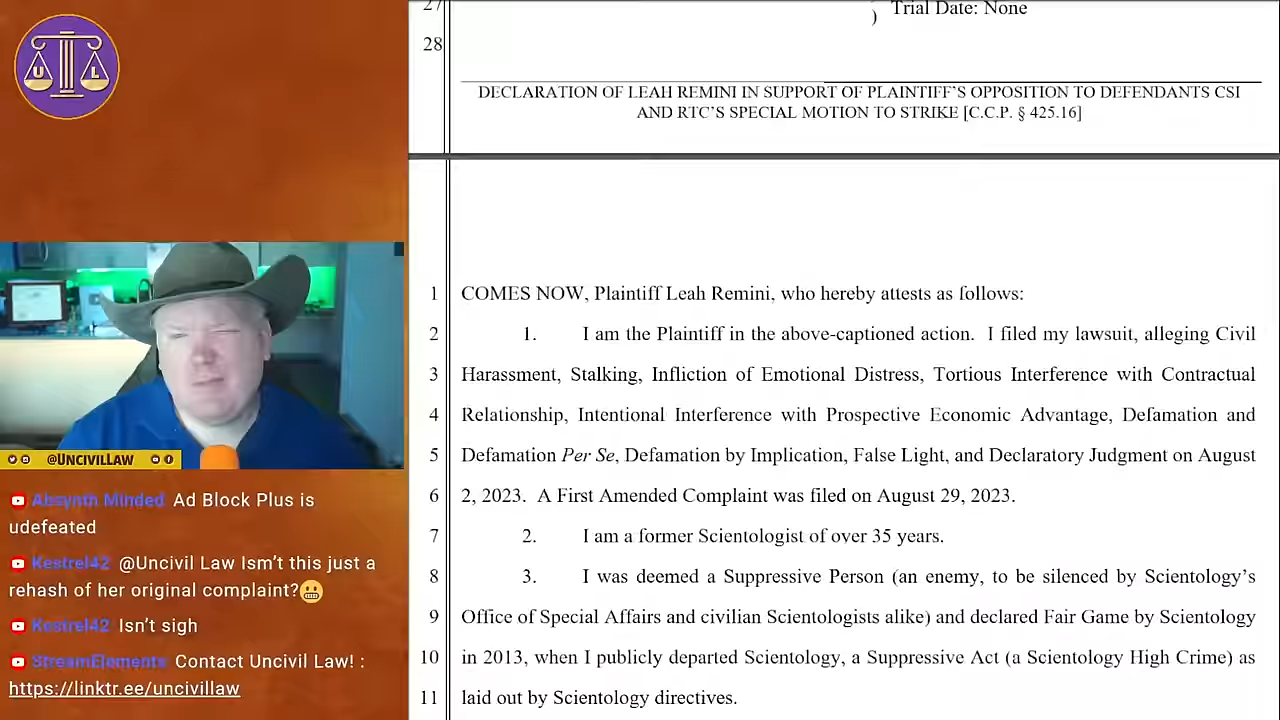 U L
@UNCIVILLAW
Absynth Minded Ad Block Plus is
udefeated
Kestrel42 @Uncivil Law Ism't this just a
rehash of her original complaint?😬
Kestrel42 Isn't sigh
StreamElements Contact Uncivil Law! :
https://linktr.ee/uncivillaw
27 ) Trial Date: None
28
DECLARATION OF LEAH REMINI IN SUPPORT OF PLAINTIFF'S OPPOSITION TO DEFENDANTS CSI
AND RTC'S SPECIAL MOTION TO STRIKE [C.C.P. § 425.16]
1 COMES NOW, Plaintiff Leah Remini, who hereby attests as follows:
2 1. I am the Plaintiff in the above-captioned action. I filed my lawsuit, alleging Civil
3 Harassment, Stalking, Infliction of Emotional Distress, Tortious Interference with Contractual
4 Relationship, Intentional Interference with Prospective Economic Advantage, Defamation and
5 Defamation Per Se, Defamation by Implication, False Light, and Declaratory Judgment on August
6 2, 2023. A First Amended Complaint was filed on August 29, 2023.
7 2. I am a former Scientologist of over 35 years.
8 3. I was deemed a Suppressive Person (an enemy, to be silenced by Scientology's
9 Office of Special Affairs and civilian Scientologists alike) and declared Fair Game by Scientology
10 in 2013, when I publicly departed Scientology, a Suppressive Act (a Scientology High Crime) as
11 laid out by Scientology directives.